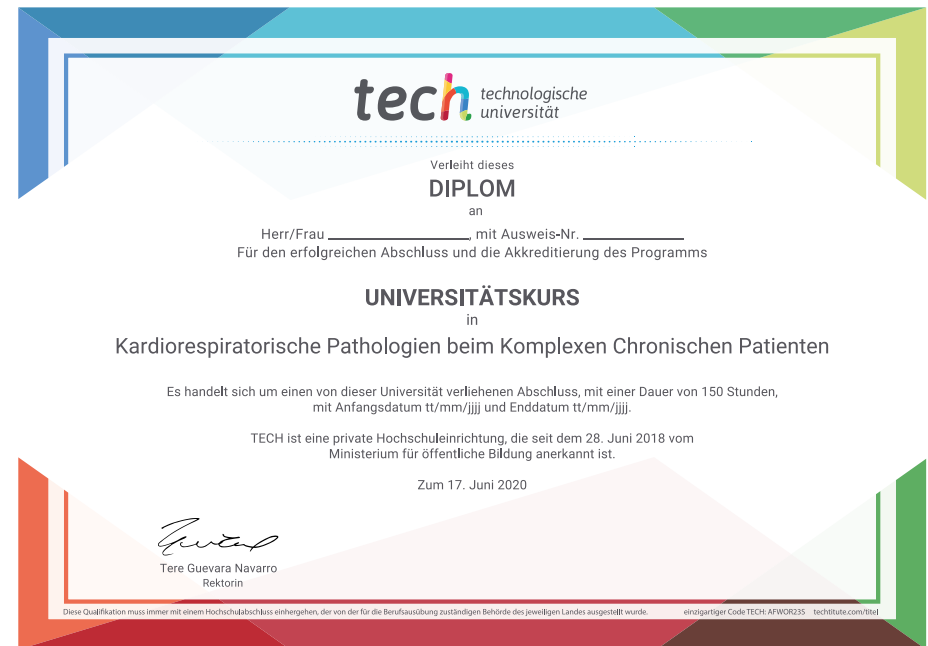 tech technologische
universität
Verleiht dieses
DIPLOM
an
Herr/Frau ____________________, mit Ausweis-Nr. ______________
Für den erfolgreichen Abschluss und die Akkreditierung des Programms
UNIVERSITÄTSKURS
in
Kardiorespiratorische Pathologien beim Komplexen Chronischen Patienten
Es handelt sich um einen von dieser Universität verliehenen Abschluss, mit einer Dauer von 150 Stunden,
mit Anfangsdatum tt/mm/jjjj und Enddatum tt/mm/jjjj.
TECH ist eine private Hochschuleinrichtung, die seit dem 28. Juni 2018 vom
Ministerium für öffentliche Bildung anerkannt ist.
Zum 17. Juni 2020
Tere Guevara Navarro
Rektorin
Diese Qualifikation muss immer mit einem Hochschulabschluss einhergehen, der von der für die Berufsausübung zuständigen Behörde des jeweiligen Landes ausgestellt wurde. einzigartiger Code TECH: AFWOR23S techtitute.com/titel